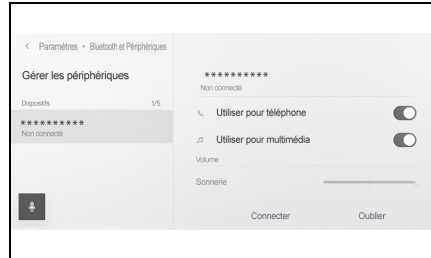 Paramètres • Bluetooth et Périphériques
Gérer les périphériques
Dispositifs 1/5
**********
Non connecté
**********
Non connecté
Utiliser pour téléphone
Utiliser pour multimédia
Volume
Sonnerie
Connecter Oublier